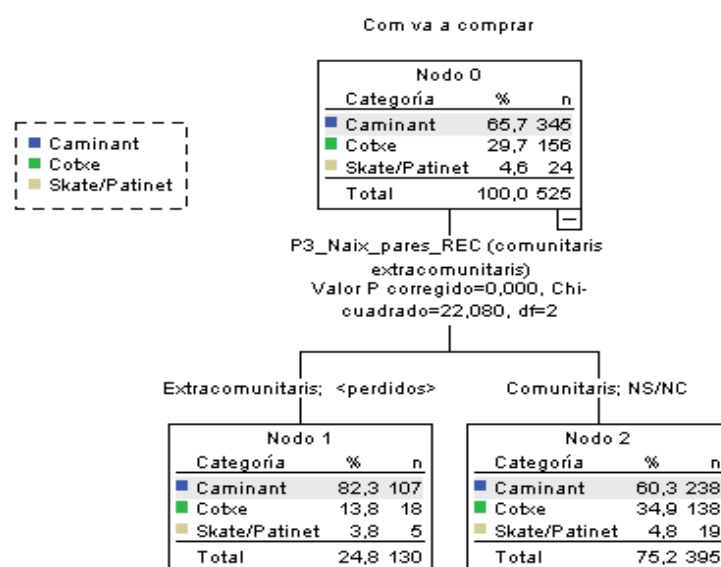 Com va a comprar
Nodo 0
Categoría % n
Caminant 65,7 345
Cotxe 29,7 156
Skate/Patinet 4,6 24
Total 100,0 525
Caminant
Cotxe
Skate/Patinet
P3_Naix_pares_REC (comunitaris
extracomunitaris)
Valor P corregido=0,000, Chi-
cuadrado=22,080, df=2
Extracomunitaris; <perdidos>
Comunitaris; NS/NC
Nodo 1
Categoría % n
Caminant 82,3 107
Cotxe 13,8 18
Skate/Patinet 3,8 5
Total 24,8 130
Nodo 2
Categoría % n
Caminant 60,3 238
Cotxe 34,9 138
Skate/Patinet 4,8 19
Total 75,2 395